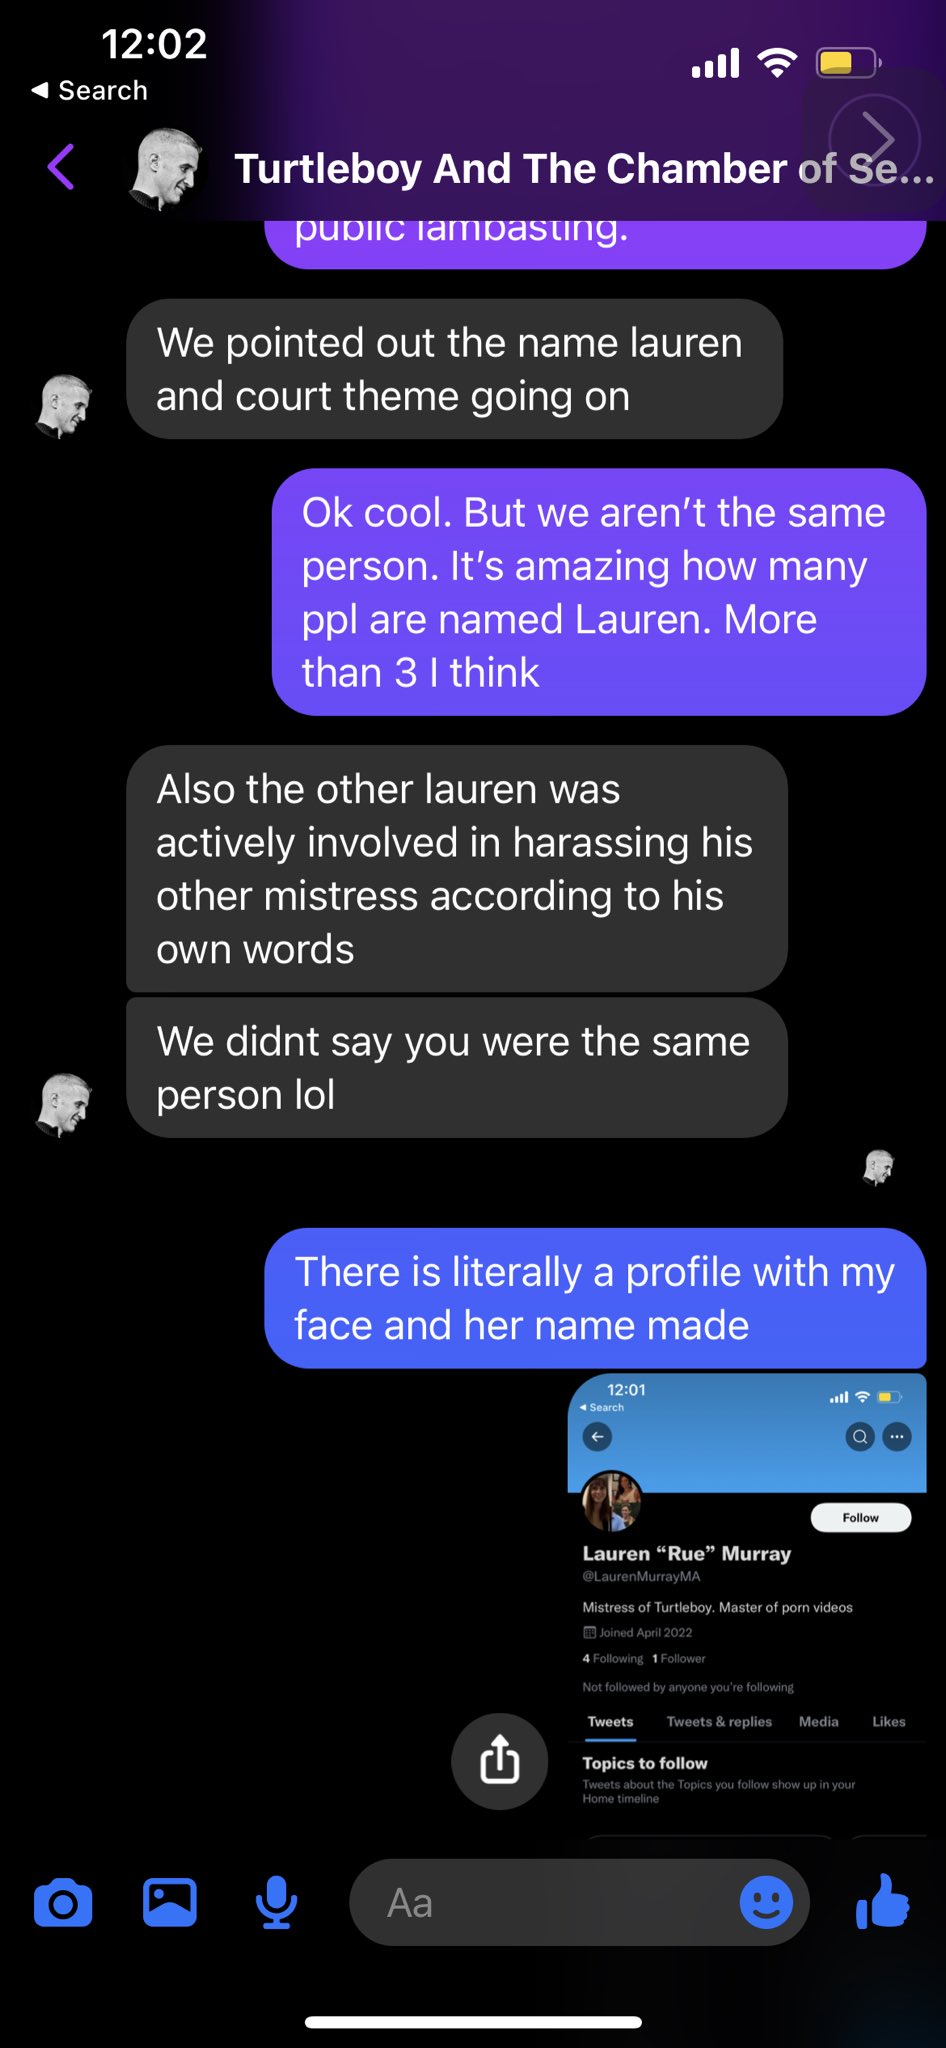 12:02
Search
Turtleboy And The Chamber of Se...
public lambasting.
We pointed out the name lauren
and court theme going on
Ok cool. But we aren't the same
person. It's amazing how many
ppl are named Lauren. More
than 3 I think
Also the other lauren was
actively involved in harassing his
other mistress according to his
own words
We didnt say you were the same
person lol
There is literally a profile with my
face and her name made
12:01
Search
Follow
Lauren “Rue” Murray
@LaurenMurrayMA
Mistress of Turtleboy. Master of porn videos
Joined April 2022
4 Following 1 Follower
Not followed by anyone you're following
Tweets Tweets & replies Media Likes
Topics to follow
Tweets about the Topics you follow show up in your
Home timeline
Aa